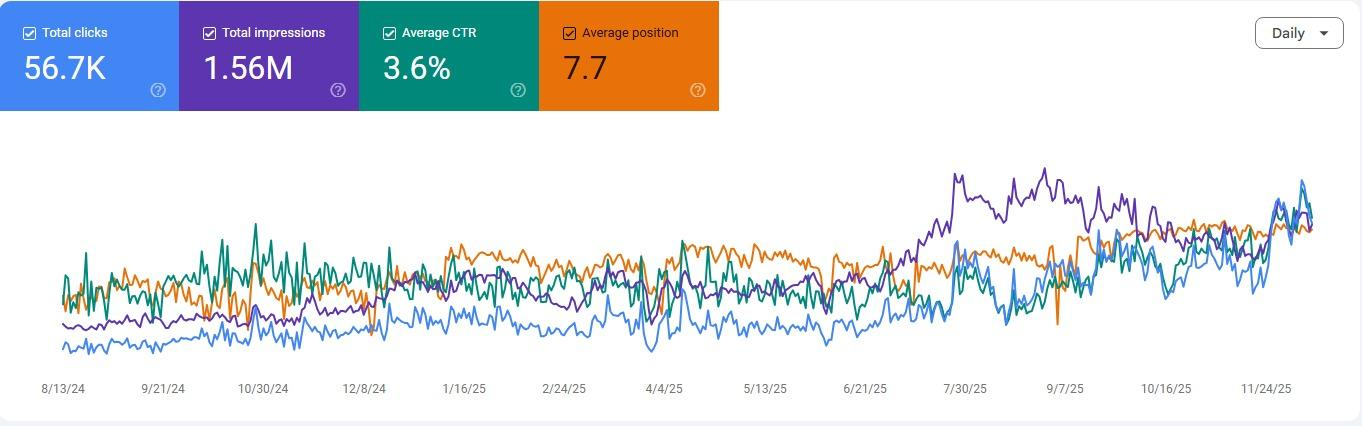 Total clicks
56.7K
Total impressions
1.56M
Average CTR
3.6%
Average position
7.7
Daily
8/13/24 9/21/24 10/30/24 12/8/24 1/16/25 2/24/25 4/4/25 5/13/25 6/21/25 7/30/25 9/7/25 10/16/25 11/24/25